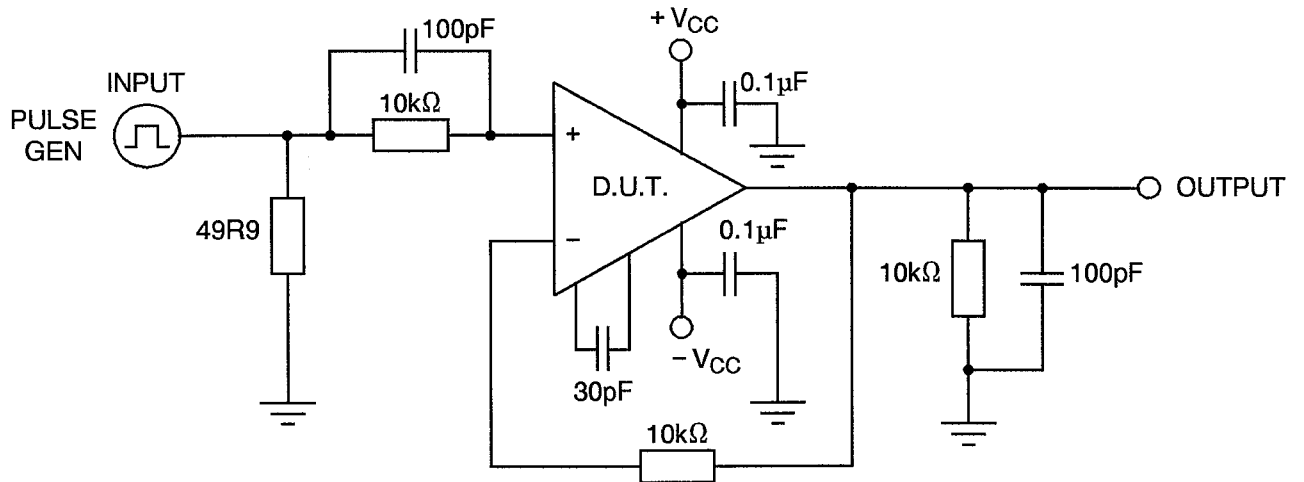 100pF
+ VCC
INPUT
0.1µF
PULSE
GEN
10kΩ
+
D.U.T.
OUTPUT
49R9
−
0.1µF
10kΩ
100pF
− VCC
30pF
10kΩ